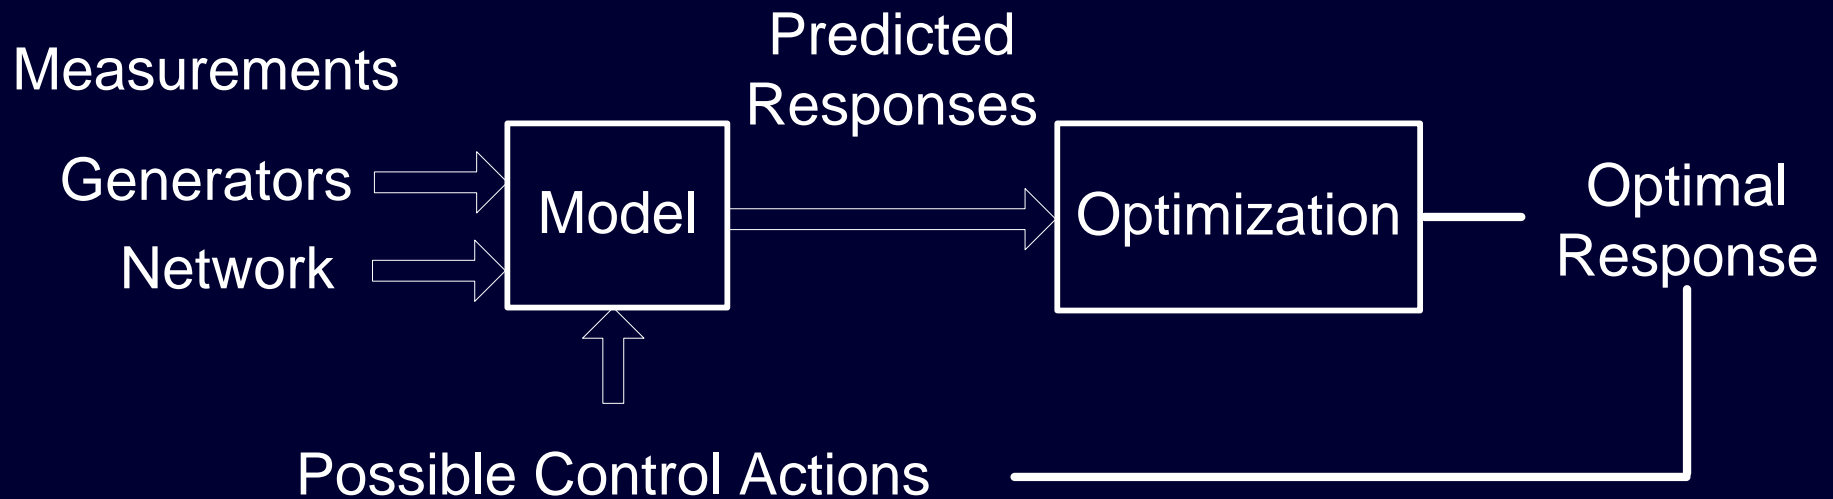 Measurements
Predicted
Responses
Generators
Network
Model
Optimization
Optimal
Response
Possible Control Actions